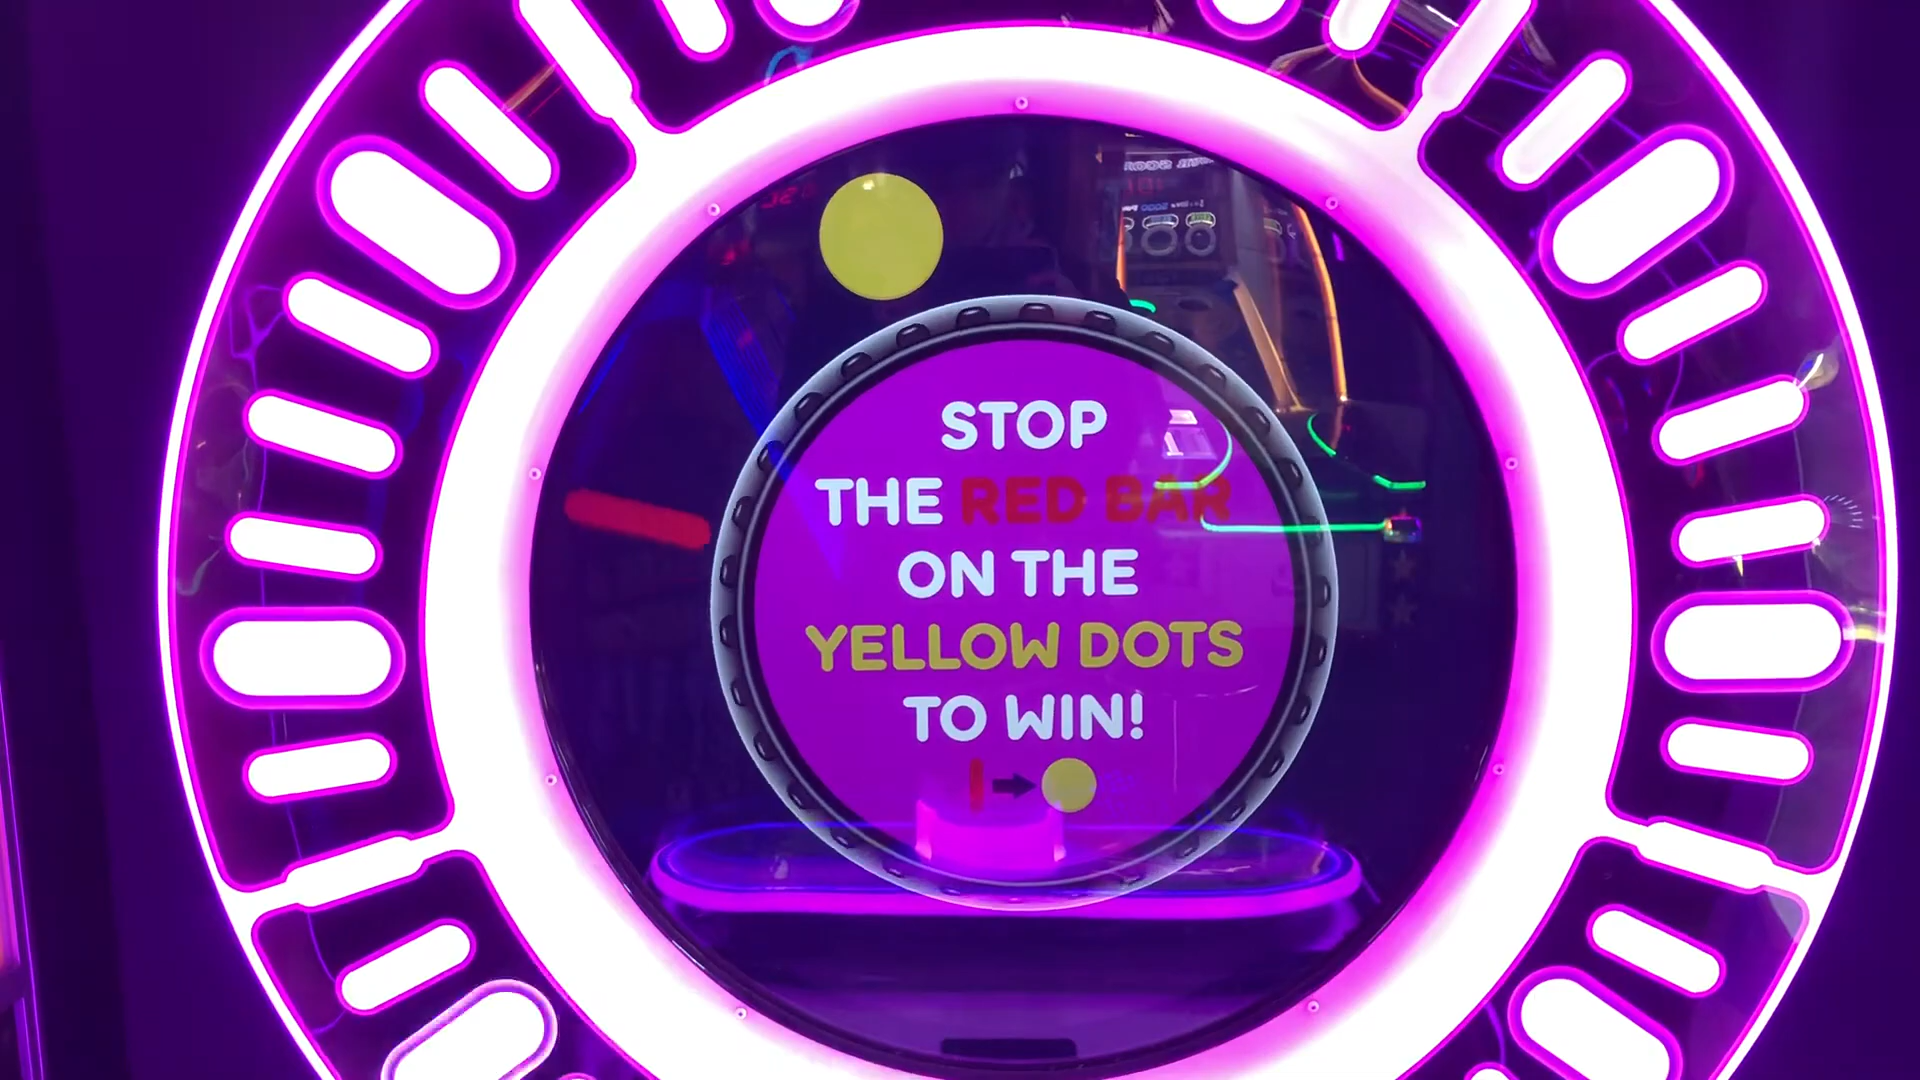 STOP
THE RED BAR
ON THE
YELLOW DOTS
TO WIN!